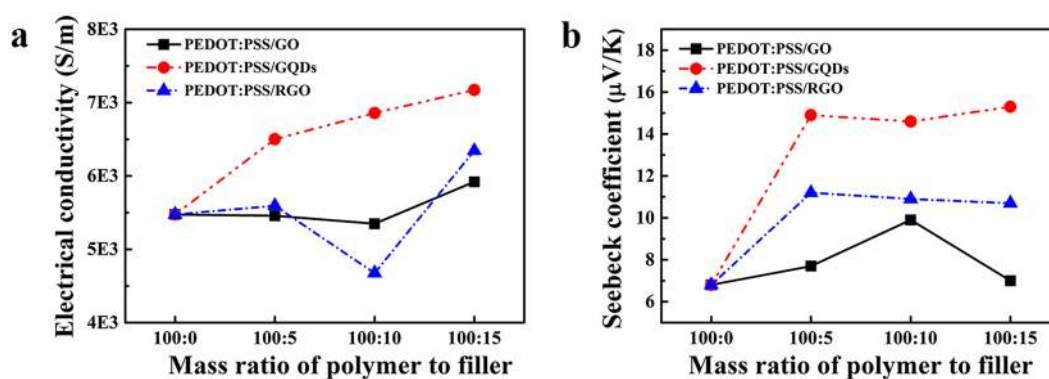 a
Electrical conductivity (S/m)
8E3
7E3
6E3
5E3
4E3
PEDOT:PSS/GO
PEDOT:PSS/GQDs
PEDOT:PSS/RGO
100:0 100:5 100:10 100:15
Mass ratio of polymer to filler
b
Seebeck coefficient (μV/K)
18
16
14
12
10
8
6
PEDOT:PSS/GO
PEDOT:PSS/GQDs
PEDOT:PSS/RGO
100:0 100:5 100:10 100:15
Mass ratio of polymer to filler